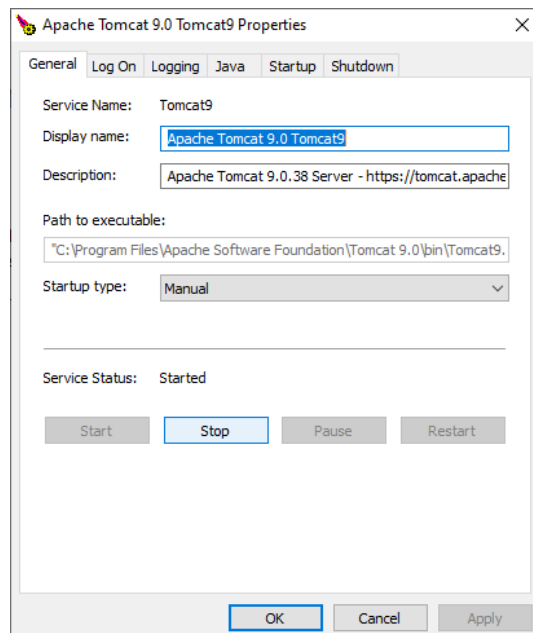 Apache Tomcat 9.0 Tomcat9 Properties
General Log On Logging Java Startup Shutdown
Service Name: Tomcat9
Display name: Apache Tomcat 9.0 Tomcat9
Description: Apache Tomcat 9.0.38 Server - https://tomcat.apache
Path to executable:
"C:\Program Files\Apache Software Foundation\Tomcat 9.0\bin\Tomcat9.
Startup type: Manual
Service Status: Started
Start Stop Pause Restart
OK Cancel Apply